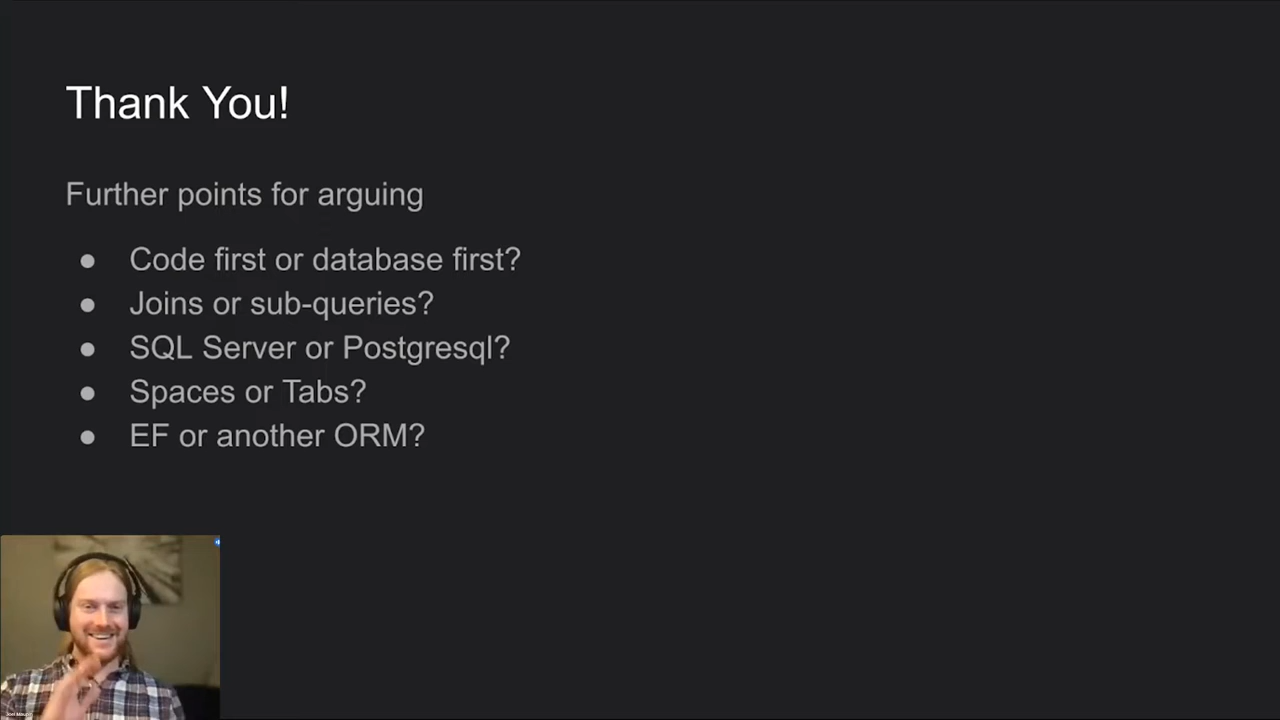 Thank You!
Further points for arguing
● Code first or database first?
● Joins or sub-queries?
● SQL Server or Postgresql?
● Spaces or Tabs?
● EF or another ORM?